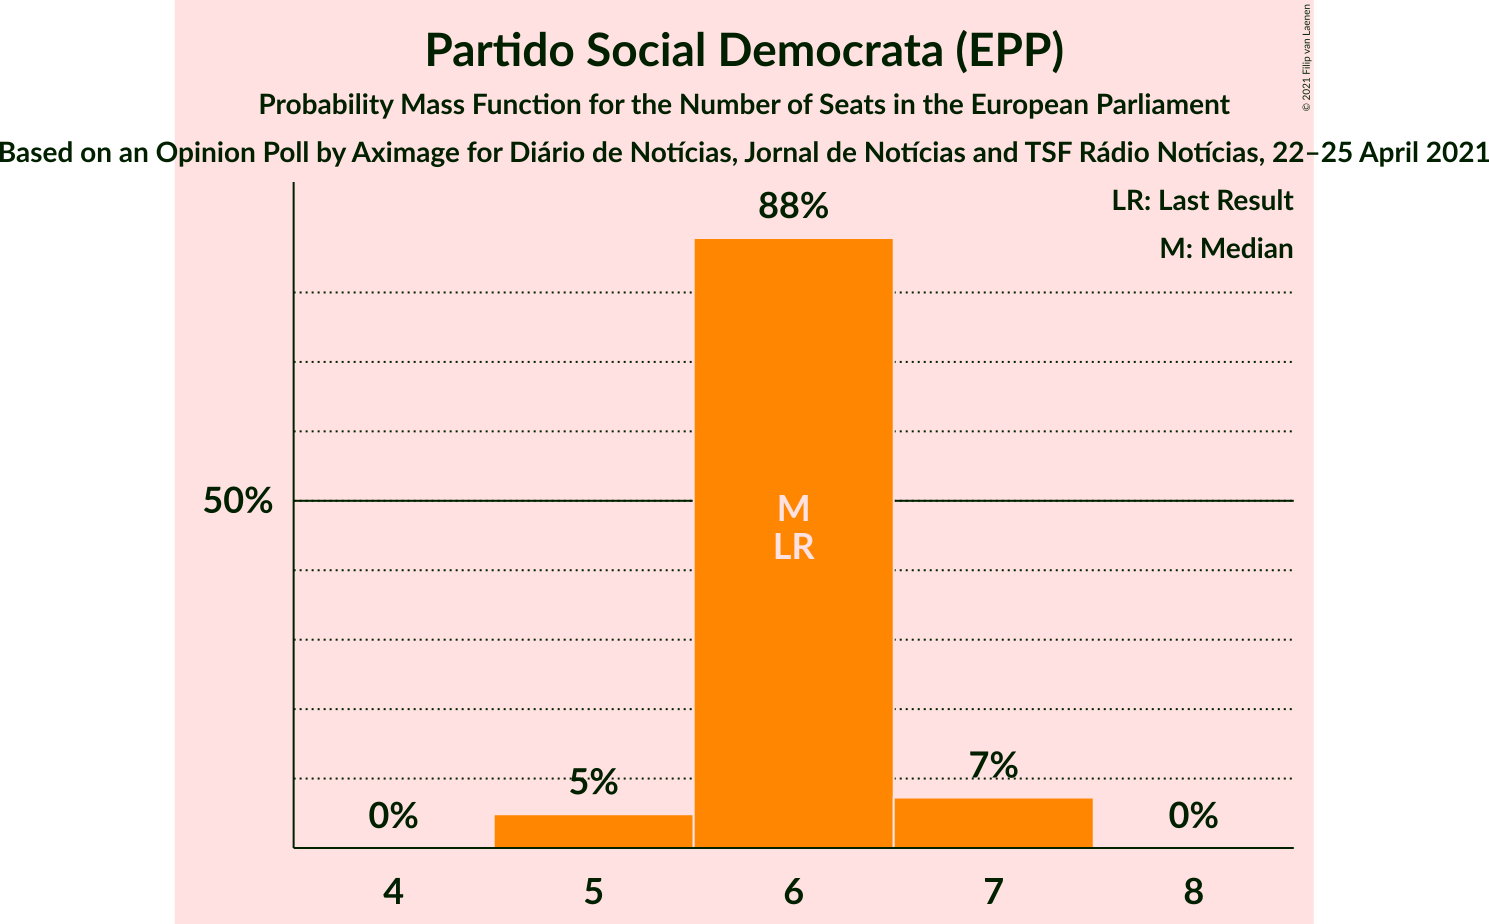 Partido Social Democrata (EPP)
Probability Mass Function for the Number of Seats in the European Parliament
Based on an Opinion Poll by Aximage for Diário de Notícias, Jornal de Notícias and TSF Rádio Notícias, 22–25 April 2021
© 2021 Filip van Laenen
LR: Last Result
M: Median
88%
50%
M
LR
5%
7%
0%
0%
4 5 6 7 8